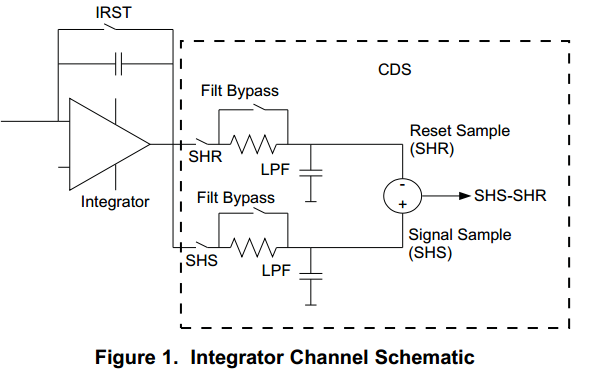 IRST
CDS
Filt Bypass
Reset Sample
(SHR)
SHR
LPF
-
+
SHS-SHR
Integrator
Filt Bypass
Signal Sample
(SHS)
SHS
LPF
Figure 1. Integrator Channel Schematic